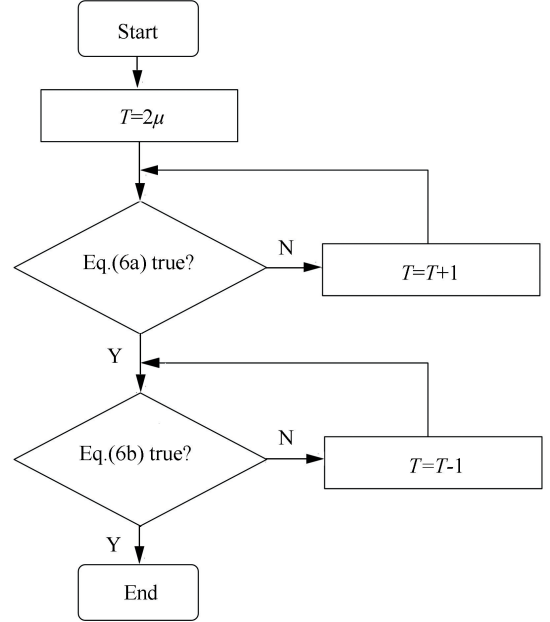 Start
T=2μ
Eq.(6a) true?
N
T=T+1
Y
Eq.(6b) true?
N
T=T-1
Y
End